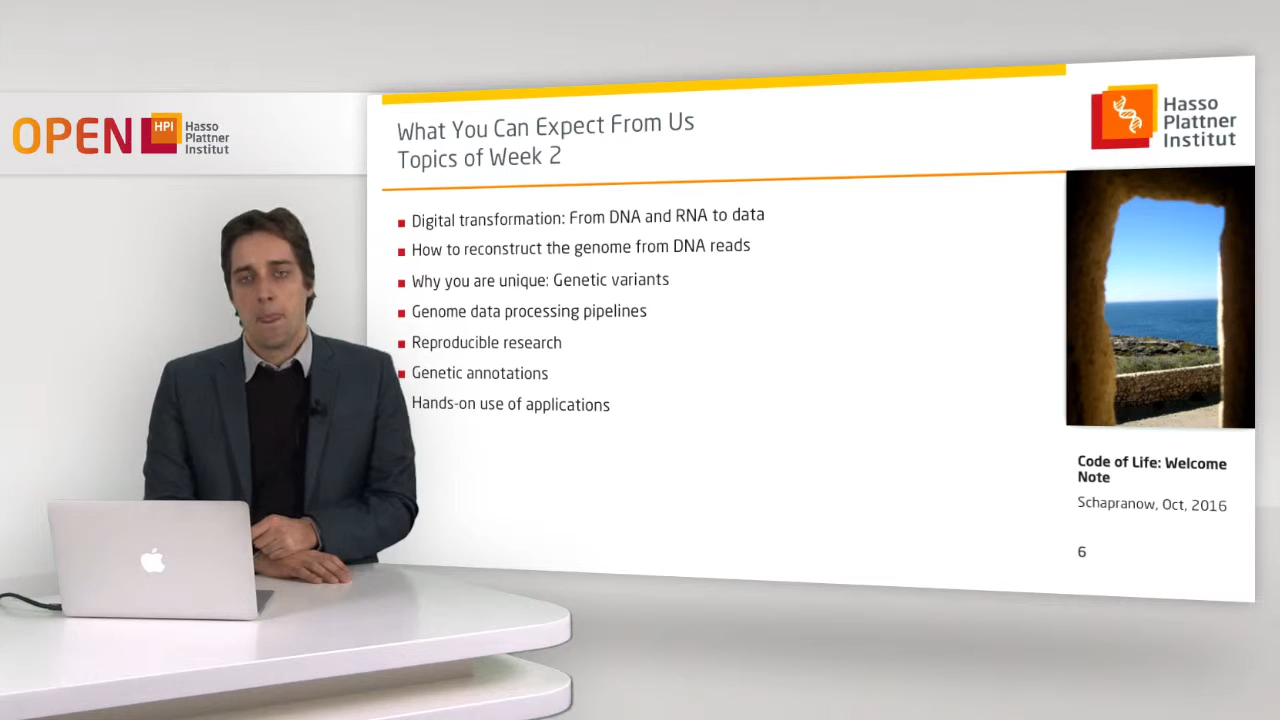 OPEN
HPI
Hasso
Plattner
Institut
What You Can Expect From Us
Topics of Week 2
Digital transformation: From DNA and RNA to data
How to reconstruct the genome from DNA reads
Why you are unique: Genetic variants
Genome data processing pipelines
Reproducible research
Genetic annotations
Hands-on use of applications
Hasso
Plattner
Institut
Code of Life: Welcome
Note
Schapranow, Oct, 2016
6